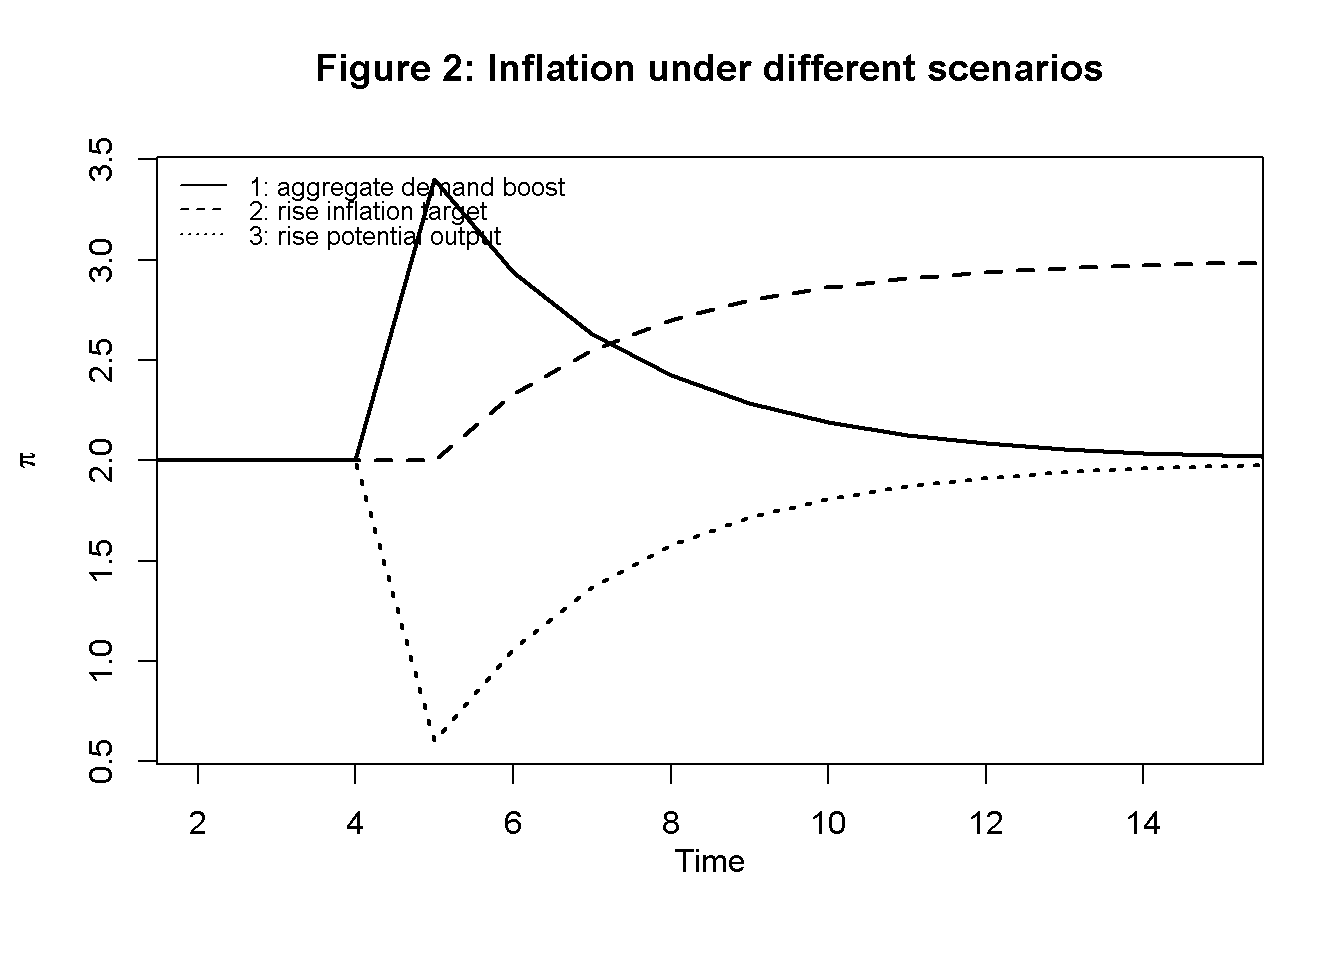 Figure 2: Inflation under different scenarios
3.5
3.0
2.5
2.0
1.5
1.0
0.5
π
1: aggregate demand boost
2: rise inflation target
3: rise potential output
2 4 6 8 10 12 14
Time